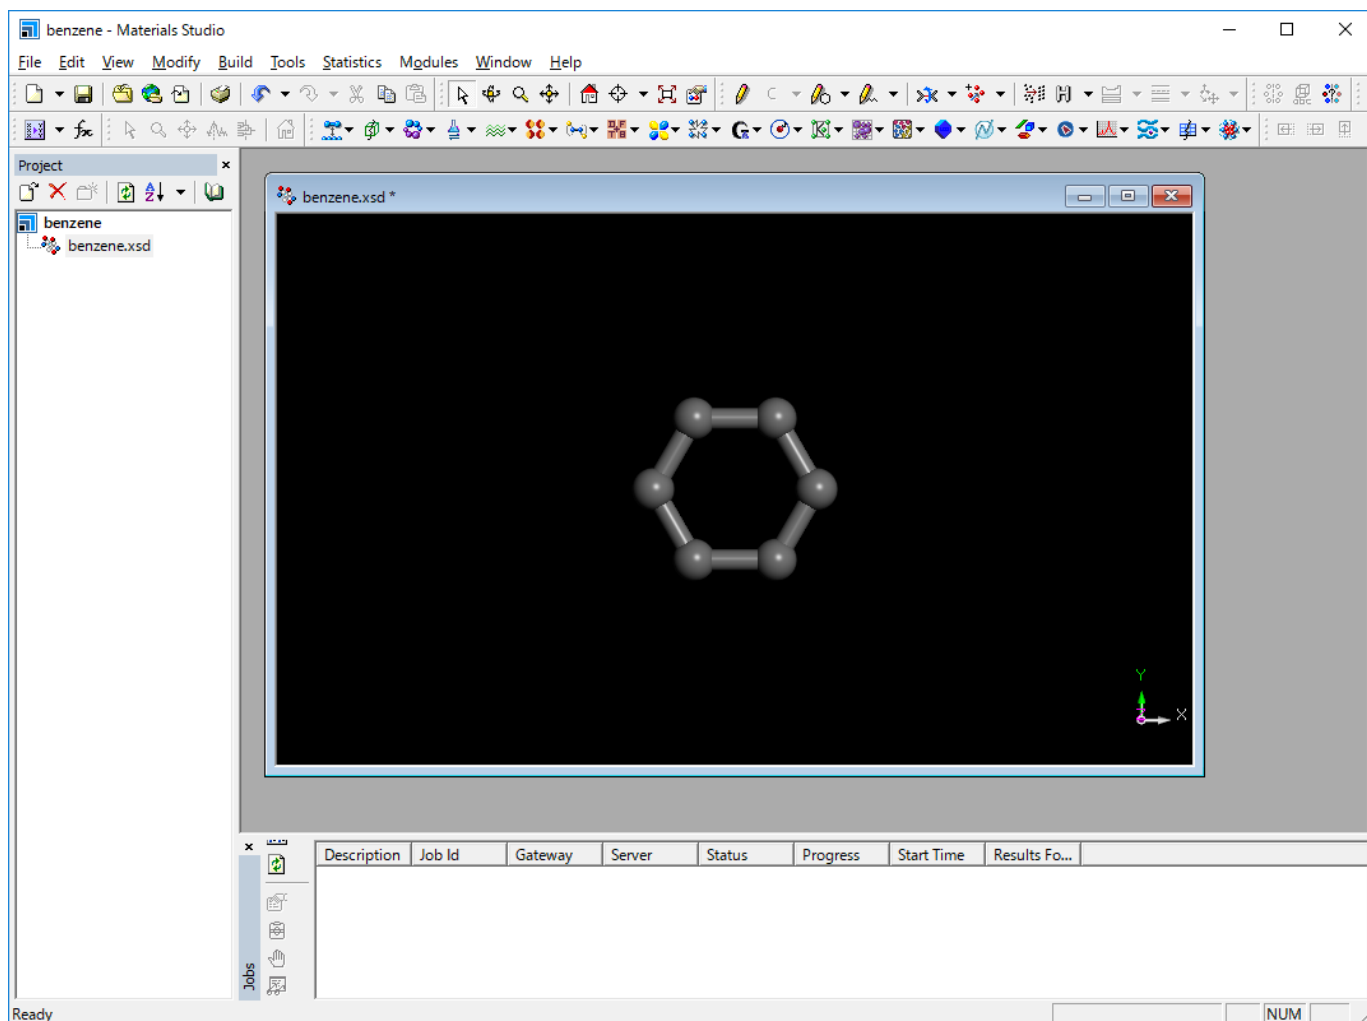 benzene - Materials Studio
File Edit View Modify Build Tools Statistics Modules Window Help
Project
benzene
benzene.xsd
benzene.xsd *
Y
X
Jobs
Description Job Id Gateway Server Status Progress Start Time Results Fo...
Ready
NUM